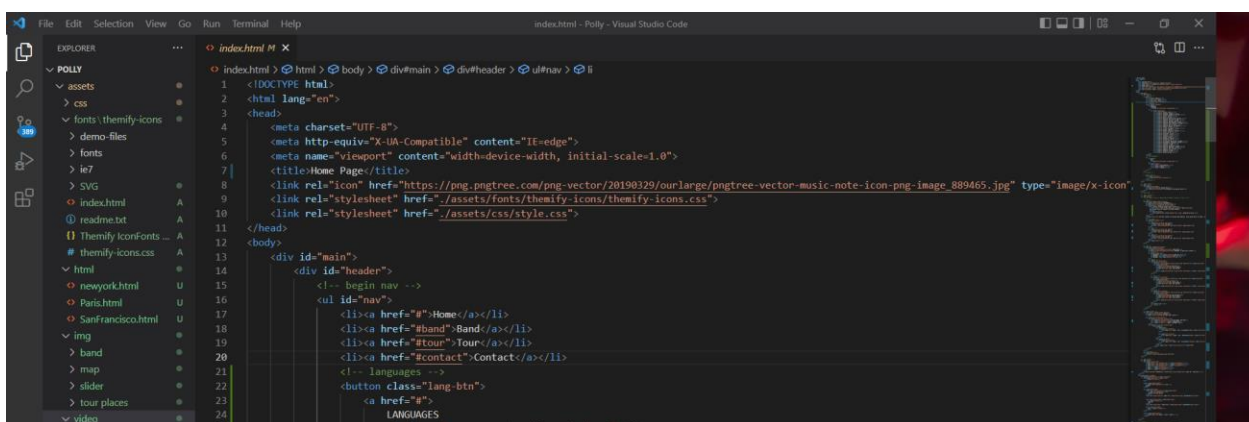 File Edit Selection View Go Run Terminal Help
index.html - Polly - Visual Studio Code
EXPLORER
index.html M
POLLY
index.html > html > body > div#main > div#header > ul#nav > li
assets
css
fonts \ themify-icons
demo-files
fonts
ie7
SVG
index.html A
readme.txt A
Themify IconFonts ... A
themify-icons.css A
html
newyork.html U
Paris.html U
SanFrancisco.html U
img
band
map
slider
tour places
video
389
1 <!DOCTYPE html>
2 <html lang="en">
3 <head>
4 <meta charset="UTF-8">
5 <meta http-equiv="X-UA-Compatible" content="IE=edge">
6 <meta name="viewport" content="width=device-width, initial-scale=1.0">
7 <title>Home Page</title>
8 <link rel="icon" href="https://png.pngtree.com/png-vector/20190329/ourlarge/pngtree-vector-music-note-icon-png-image_889465.jpg" type="image/x-icon"
9 <link rel="stylesheet" href="./assets/fonts/themify-icons/themify-icons.css">
10 <link rel="stylesheet" href="./assets/css/style.css">
11 </head>
12 <body>
13 <div id="main">
14 <div id="header">
15 <!-- begin nav -->
16 <ul id="nav">
17 <li><a href="#">Home</a></li>
18 <li><a href="#band">Band</a></li>
19 <li><a href="#tour">Tour</a></li>
20 <li><a href="#contact">Contact</a></li>
21 <!-- languages -->
22 <button class="lang-btn">
23 <a href="#">
24 LANGUAGES